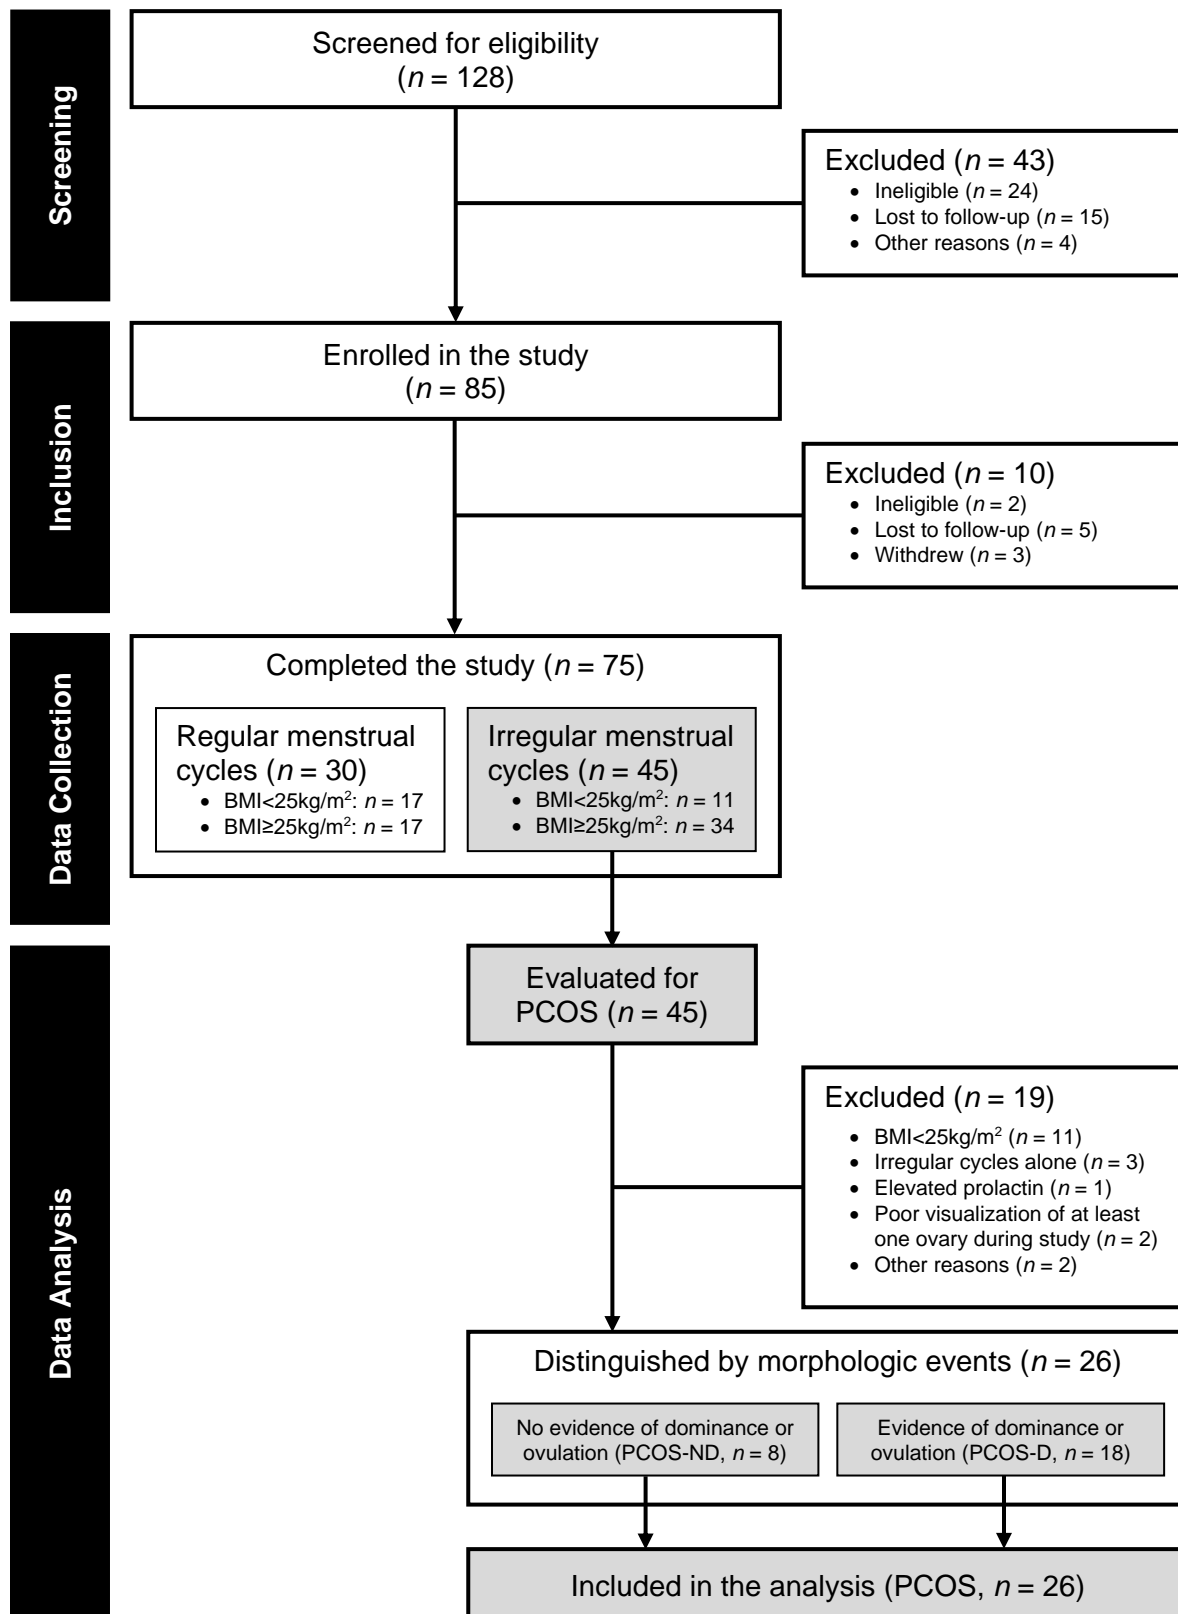 Screening
Screened for eligibility
(n = 128)
Excluded (n = 43)
• Ineligible (n = 24)
• Lost to follow-up (n = 15)
• Other reasons (n = 4)
Inclusion
Enrolled in the study
(n = 85)
Excluded (n = 10)
• Ineligible (n = 2)
• Lost to follow-up (n = 5)
• Withdrew (n = 3)
Data Collection
Completed the study (n = 75)
Regular menstrual
cycles (n = 30)
• BMI<25kg/m²: n = 17
• BMI≥25kg/m²: n = 17
Irregular menstrual
cycles (n = 45)
• BMI<25kg/m²: n = 11
• BMI≥25kg/m²: n = 34
Data Analysis
Evaluated for
PCOS (n = 45)
Excluded (n = 19)
• BMI<25kg/m² (n = 11)
• Irregular cycles alone (n = 3)
• Elevated prolactin (n = 1)
• Poor visualization of at least
one ovary during study (n = 2)
• Other reasons (n = 2)
Distinguished by morphologic events (n = 26)
No evidence of dominance or
ovulation (PCOS-ND, n = 8)
Evidence of dominance or
ovulation (PCOS-D, n = 18)
Included in the analysis (PCOS, n = 26)